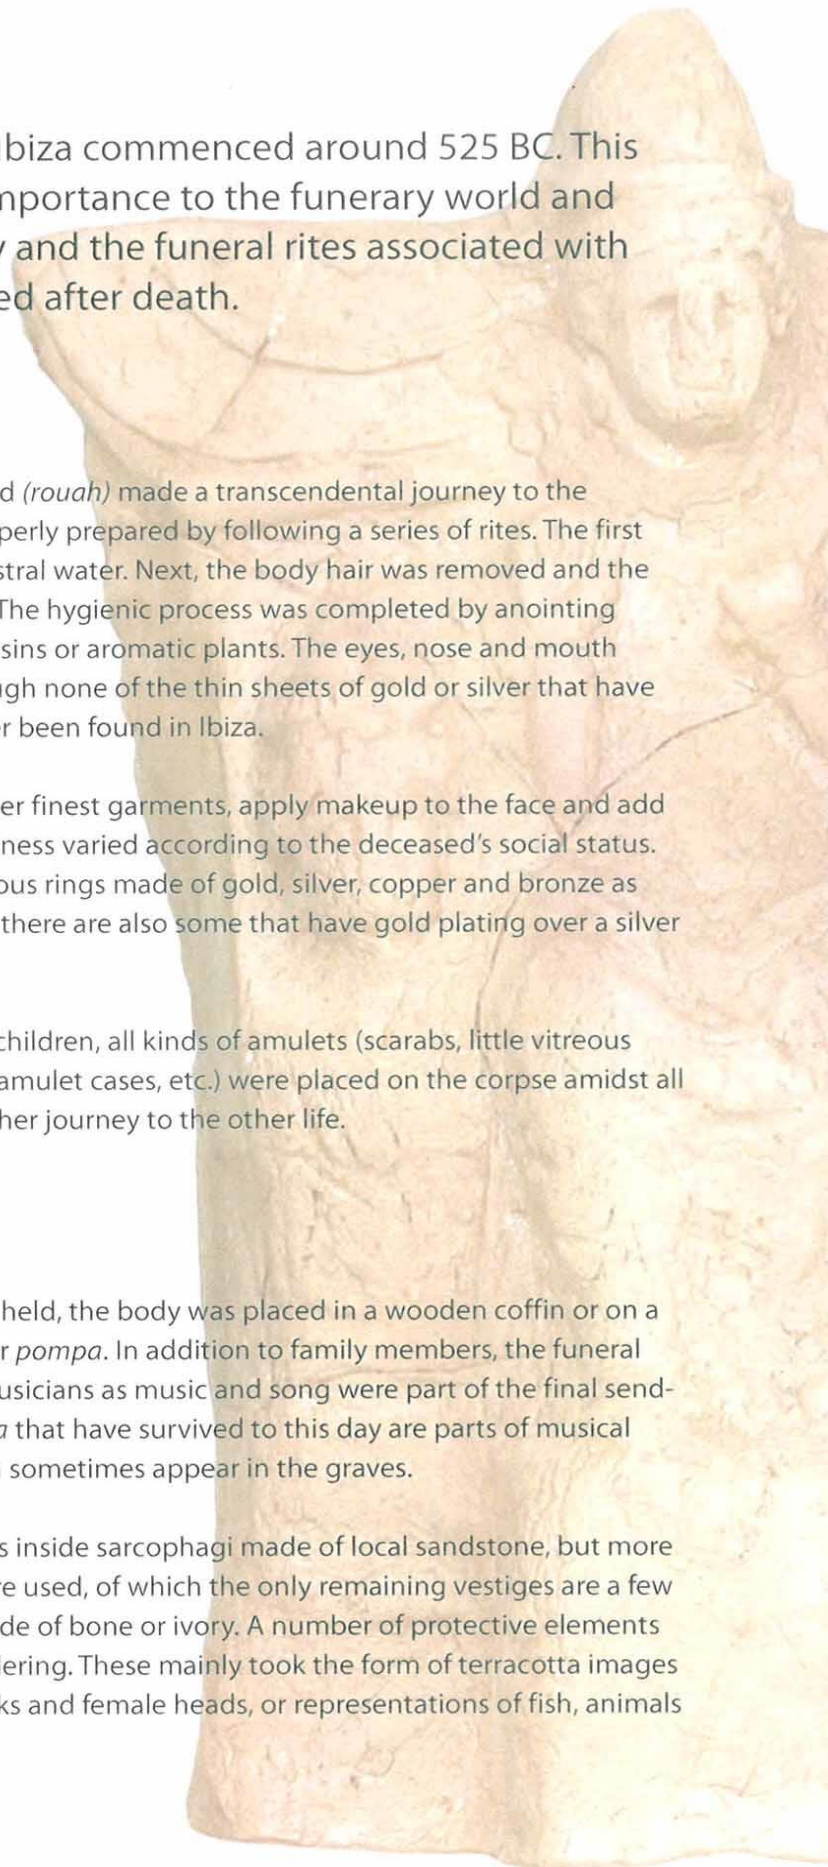 biza commenced around 525 BC. This
mportance to the funerary world and
y and the funeral rites associated with
ed after death.
d (rouah) made a transcendental journey to the
perly prepared by following a series of rites. The first
stral water. Next, the body hair was removed and the
The hygienic process was completed by anointing
sins or aromatic plants. The eyes, nose and mouth
ugh none of the thin sheets of gold or silver that have
r been found in Ibiza.
er finest garments, apply makeup to the face and add
ness varied according to the deceased's social status.
ous rings made of gold, silver, copper and bronze as
there are also some that have gold plating over a silver
children, all kinds of amulets (scarabs, little vitreous
amulet cases, etc.) were placed on the corpse amidst all
her journey to the other life.
held, the body was placed in a wooden coffin or on a
r pompa. In addition to family members, the funeral
usicians as music and song were part of the final send-
a that have survived to this day are parts of musical
sometimes appear in the graves.
s inside sarcophagi made of local sandstone, but more
re used, of which the only remaining vestiges are a few
de of bone or ivory. A number of protective elements
dering. These mainly took the form of terracotta images
ks and female heads, or representations of fish, animals